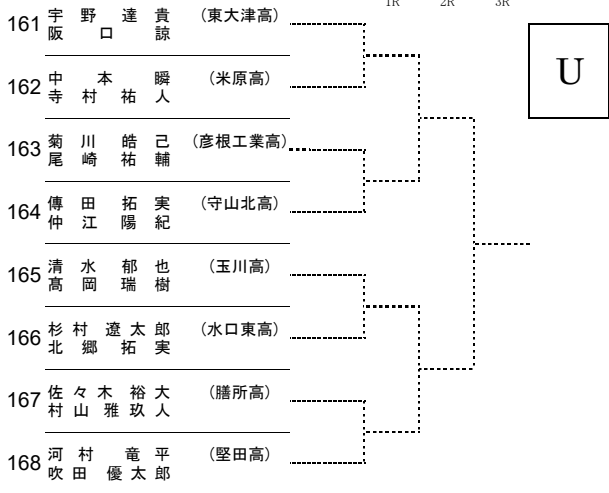 1R 2R 3R
U
161 宇野達貴 (東大津高)
阪口諒
162 中本瞬 (米原高)
寺村祐人
163 菊川皓己 (彦根工業高)
尾崎祐輔
164 傳田拓実 (守山北高)
仲江陽紀
165 清水郁也 (玉川高)
髙岡瑞樹
166 杉村遼太郎 (水口東高)
北郷拓実
167 佐々木裕大 (膳所高)
村山雅玖人
168 河村竜平 (堅田高)
吹田優太郎